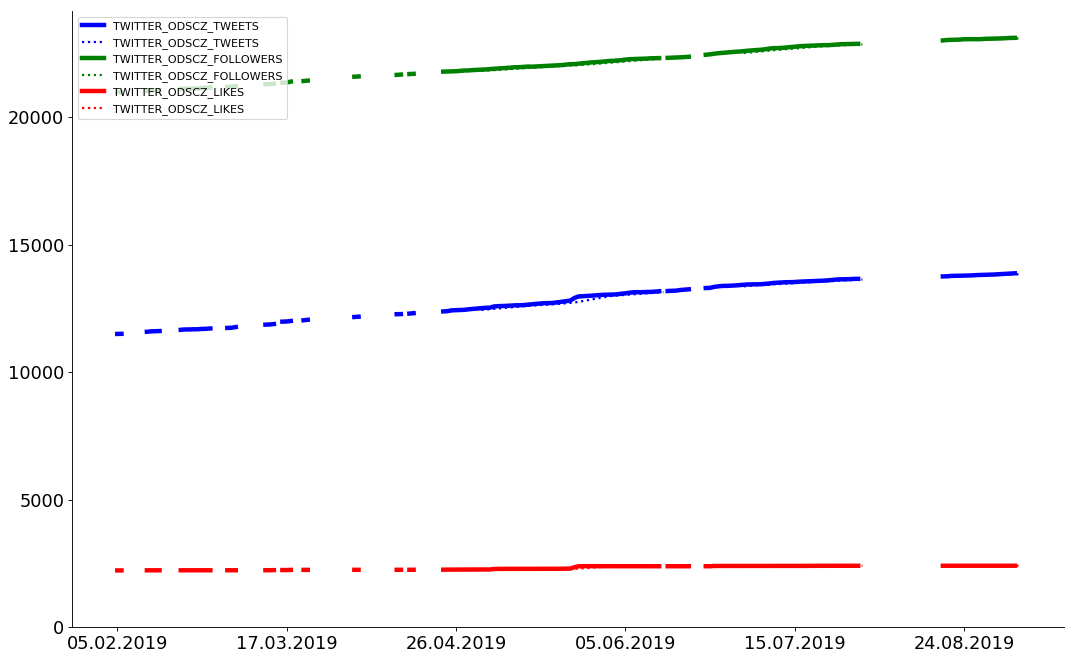 TWITTER_ODSCZ_TWEETS
TWITTER_ODSCZ_TWEETS
TWITTER_ODSCZ_FOLLOWERS
TWITTER_ODSCZ_FOLLOWERS
TWITTER_ODSCZ_LIKES
TWITTER_ODSCZ_LIKES
20000
15000
10000
5000
0
05.02.2019 17.03.2019 26.04.2019 05.06.2019 15.07.2019 24.08.2019